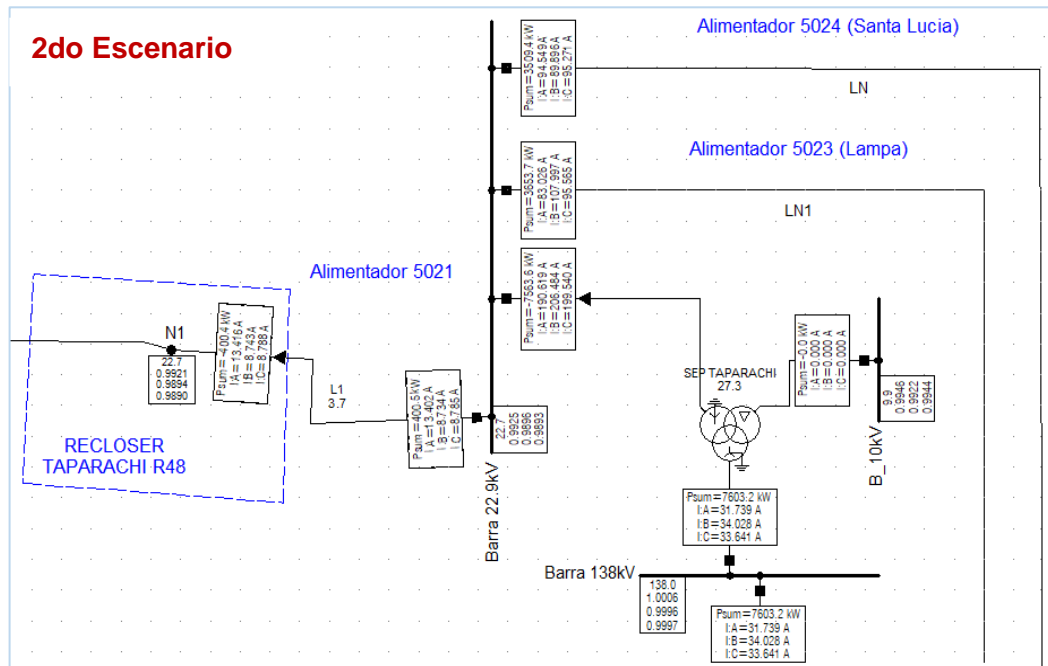 2do Escenario
Alimentador 5024 (Santa Lucia)
Psum=3509.4 kW
I:A=94.549 A
I:B=89.896 A
I:C=95.271 A
LN
Alimentador 5023 (Lampa)
Psum=3653.7 kW
I:A=83.026 A
I:B=107.997 A
I:C=95.565 A
LN1
Alimentador 5021
Psum=-7563.6 kW
I:A=190.619 A
I:B=206.484 A
I:C=199.540 A
N1
22.7
0.9921
0.9894
0.9890
Psum=-400.4 kW
I:A=13.416 A
I:B=8.743 A
I:C=8.788 A
L1
3.7
Psum=400.5 kW
I:A=13.402 A
I:B=8.734 A
I:C=8.785 A
22.7
0.9925
0.9896
0.9893
Barra 22.9kV
RECLOSER
TAPARACHI R48
SEP TAPARACHI
27.3
Psum=-0.0 kW
I:A=0.000 A
I:B=0.000 A
I:C=0.000 A
9.9
0.9946
0.9922
0.9944
B_10kV
Psum=7603.2 kW
I:A=31.739 A
I:B=34.028 A
I:C=33.641 A
Barra 138kV
138.0
1.0006
0.9996
0.9997
Psum=7603.2 kW
I:A=31.739 A
I:B=34.028 A
I:C=33.641 A